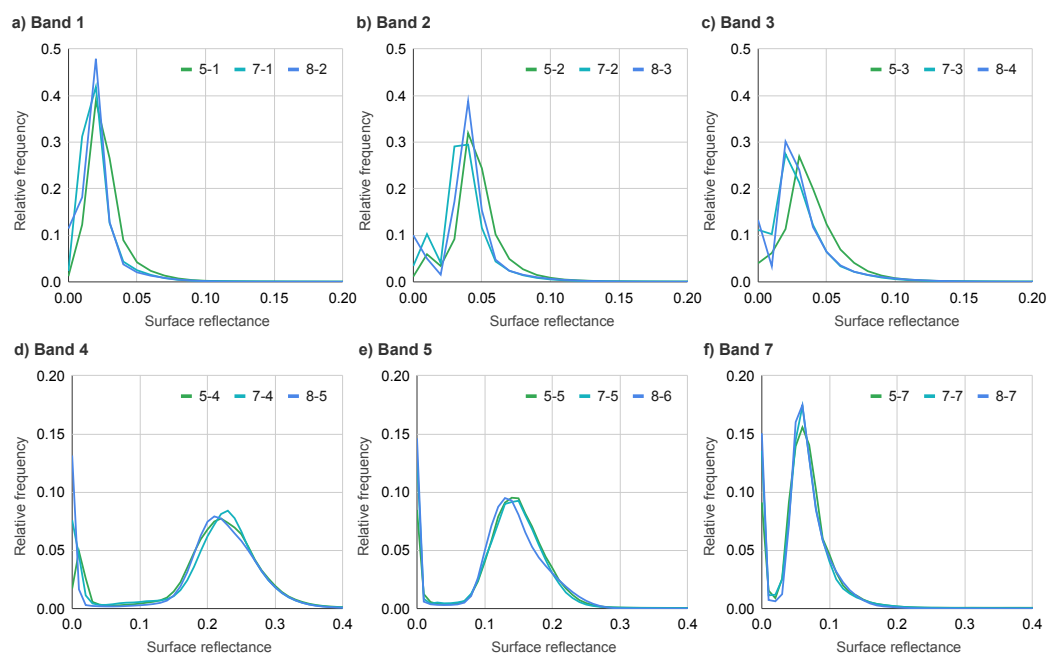 a) Band 1
b) Band 2
c) Band 3
0.5
0.4
0.3
0.2
0.1
0.0
Relative frequency
5-1 7-1 8-2
0.00 0.05 0.10 0.15 0.20
Surface reflectance
0.5
0.4
0.3
0.2
0.1
0.0
Relative frequency
5-2 7-2 8-3
0.00 0.05 0.10 0.15 0.20
Surface reflectance
0.5
0.4
0.3
0.2
0.1
0.0
Relative frequency
5-3 7-3 8-4
0.00 0.05 0.10 0.15 0.20
Surface reflectance
d) Band 4
e) Band 5
f) Band 7
0.20
0.15
0.10
0.05
0.00
Relative frequency
5-4 7-4 8-5
0.0 0.1 0.2 0.3 0.4
Surface reflectance
0.20
0.15
0.10
0.05
0.00
Relative frequency
5-5 7-5 8-6
0.0 0.1 0.2 0.3 0.4
Surface reflectance
0.20
0.15
0.10
0.05
0.00
Relative frequency
5-7 7-7 8-7
0.0 0.1 0.2 0.3 0.4
Surface reflectance